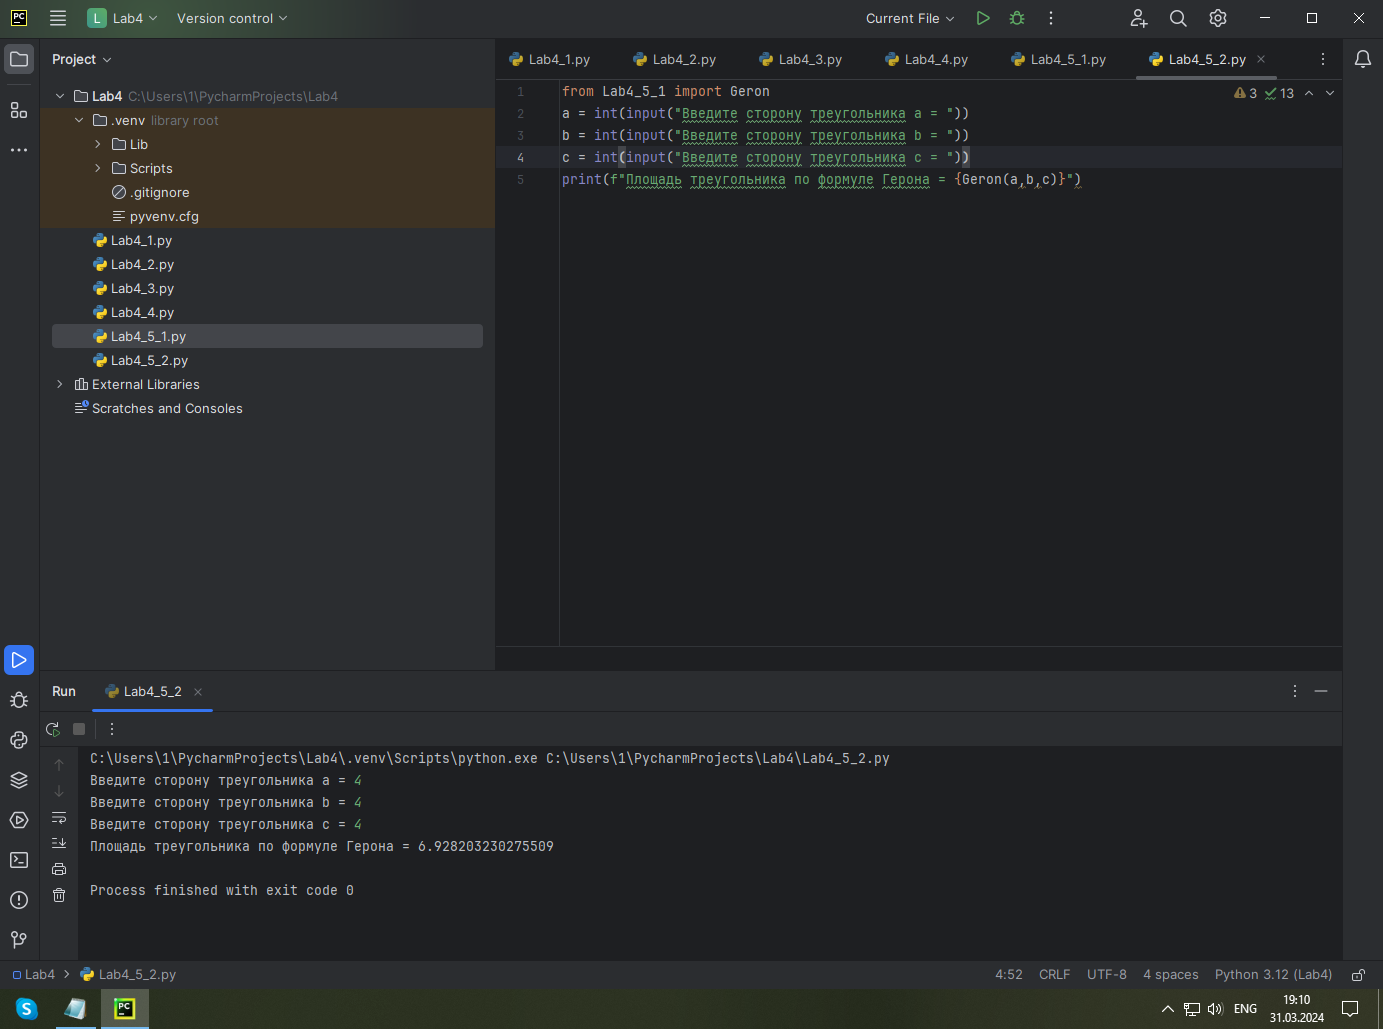 PC L Lab4 Version control Current File
Project
Lab4_1.py Lab4_2.py Lab4_3.py Lab4_4.py Lab4_5_1.py Lab4_5_2.py
Lab4 C:\Users\1\PycharmProjects\Lab4
.venv library root
Lib
Scripts
.gitignore
pyvenv.cfg
Lab4_1.py
Lab4_2.py
Lab4_3.py
Lab4_4.py
Lab4_5_1.py
Lab4_5_2.py
External Libraries
Scratches and Consoles
3 13
1 from Lab4_5_1 import Geron
2 a = int(input("Введите сторону треугольника a = "))
3 b = int(input("Введите сторону треугольника b = "))
4 c = int(input("Введите сторону треугольника c = "))
5 print(f"Площадь треугольника по формуле Герона = {Geron(a,b,c)}")
Run Lab4_5_2
C:\Users\1\PycharmProjects\Lab4\.venv\Scripts\python.exe C:\Users\1\PycharmProjects\Lab4\Lab4_5_2.py
Введите сторону треугольника a = 4
Введите сторону треугольника b = 4
Введите сторону треугольника c = 4
Площадь треугольника по формуле Герона = 6.928203230275509
Process finished with exit code 0
Lab4 Lab4_5_2.py 4:52 CRLF UTF-8 4 spaces Python 3.12 (Lab4)
S PC ENG 19:10
31.03.2024